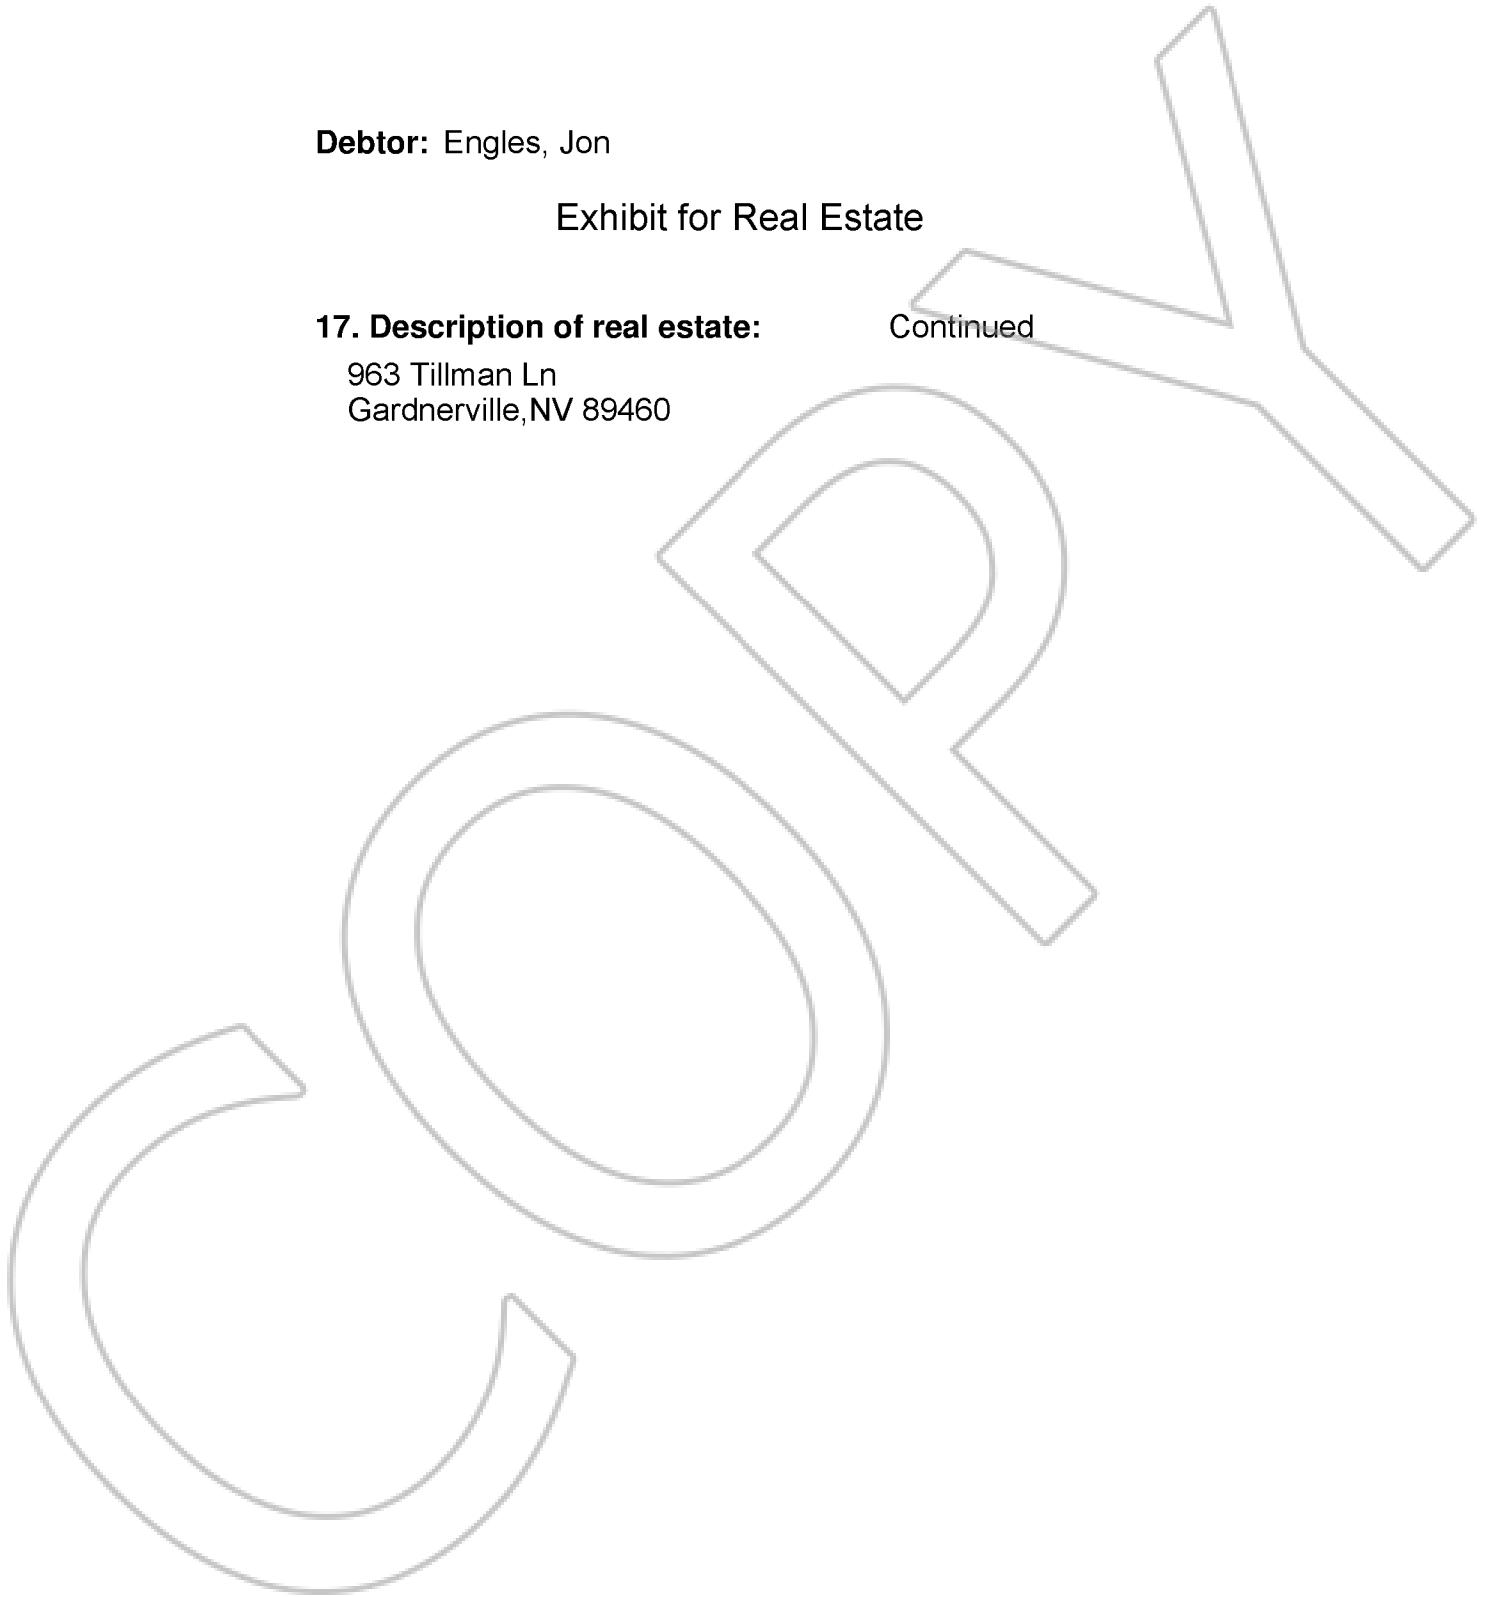 Debtor: Engles, Jon
Exhibit for Real Estate
17. Description of real estate: Continued
963 Tillman Ln
Gardnerville,NV 89460
COPY